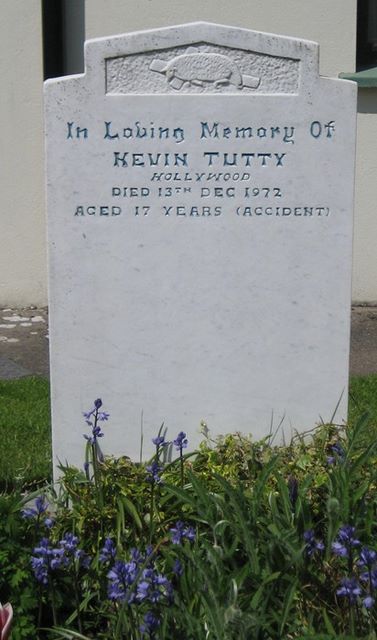 In Loving Memory Of
KEVIN TUTTY
HOLLYWOOD
DIED 13TH DEC 1972
AGED 17 YEARS (ACCIDENT)